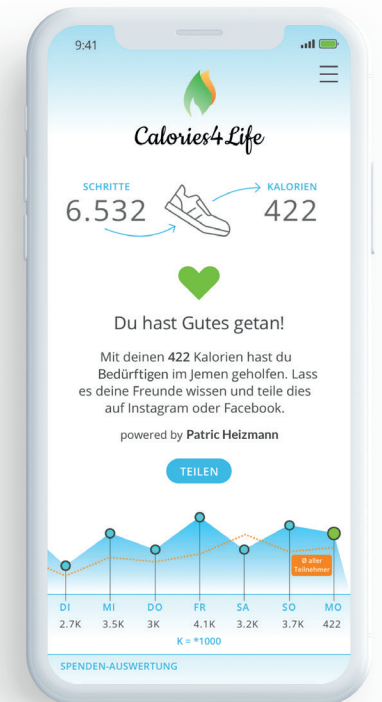 9:41
Calories4Life
SCHRITTE
KALORIEN
6.532
422
Du hast Gutes getan!
Mit deinen 422 Kalorien hast du
Bedürftigen im Jemen geholfen. Lass
es deine Freunde wissen und teile dies
auf Instagram oder Facebook.
powered by Patric Heizmann
TEILEN
Ø aller
Teilnehmer
DI MI DO FR SA SO MO
2.7K 3.5K 3K 4.1K 3.2K 3.7K 422
K = *1000
SPENDEN-AUSWERTUNG